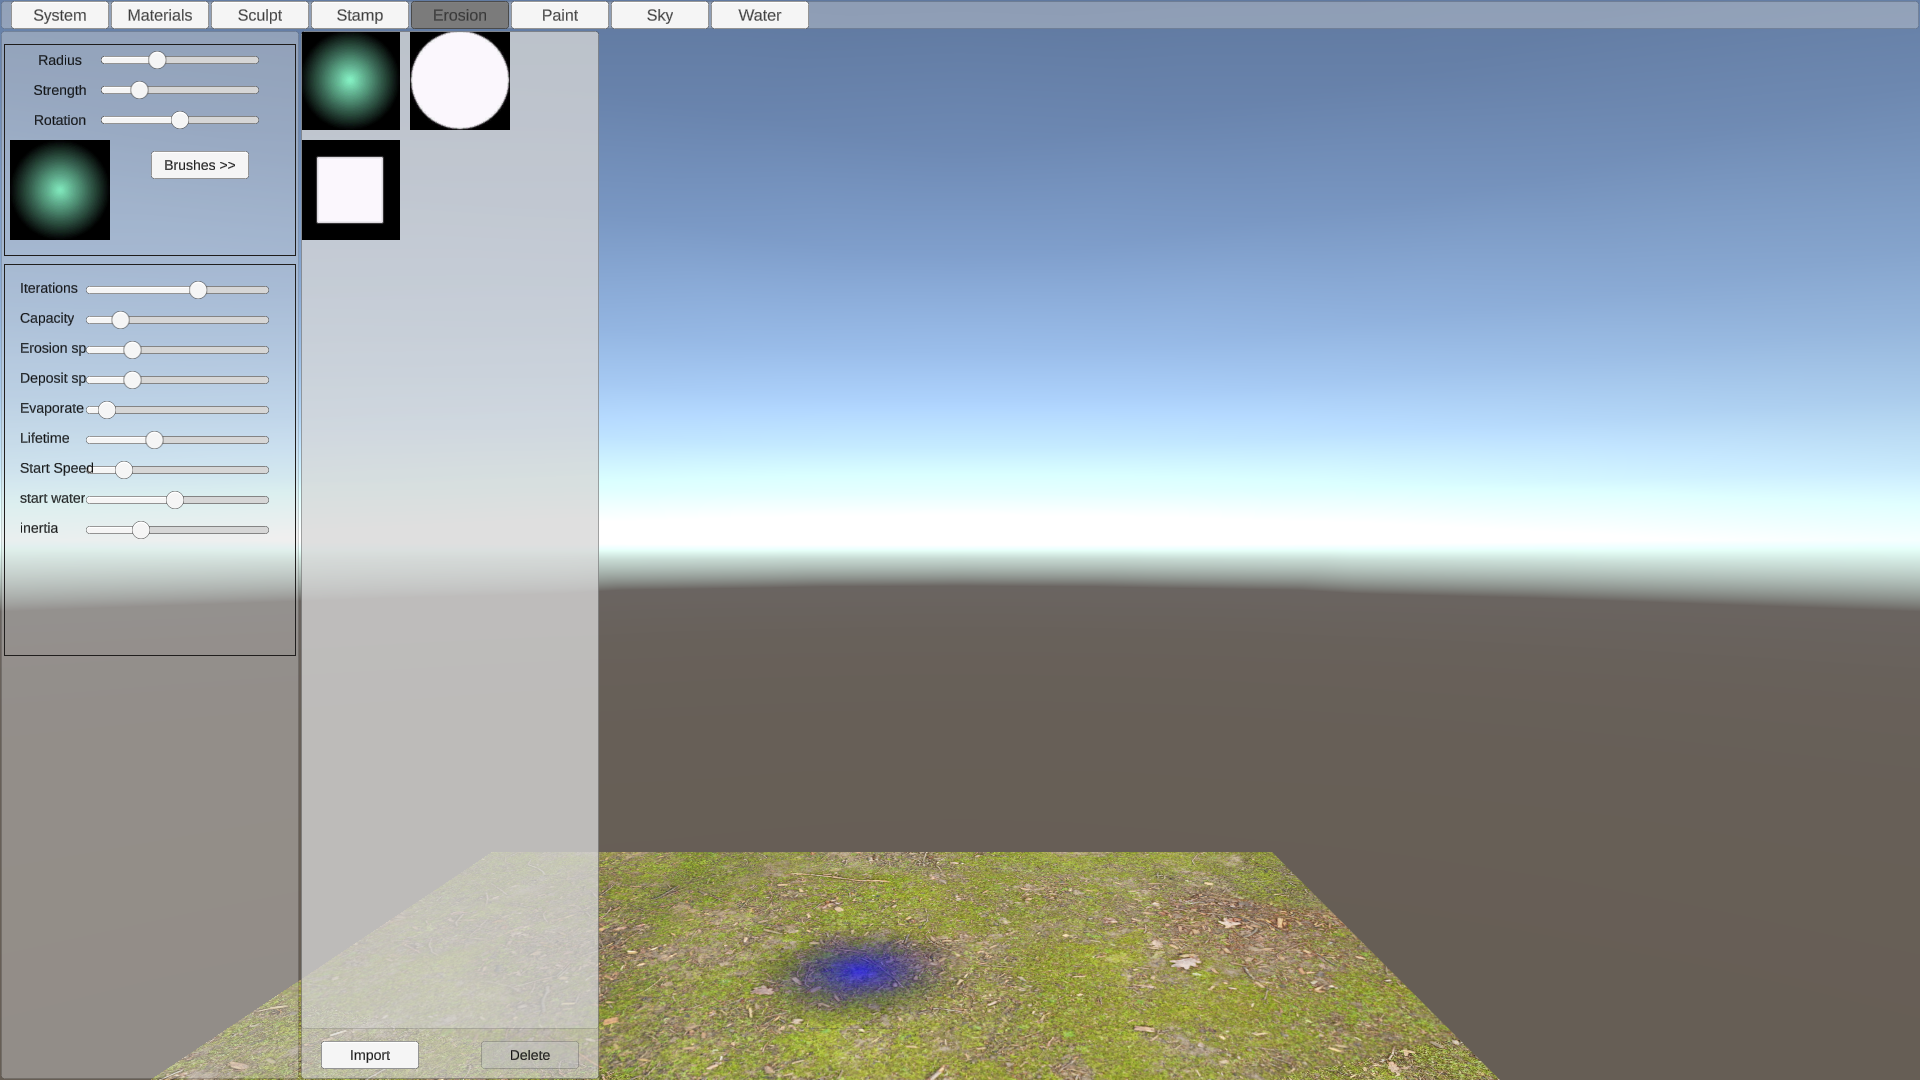 System Materials Sculpt Stamp Erosion Paint Sky Water
Radius
Strength
Rotation
Brushes >>
Iterations
Capacity
Erosion sp
Deposit sp
Evaporate
Lifetime
Start Speed
start water
inertia
Import Delete